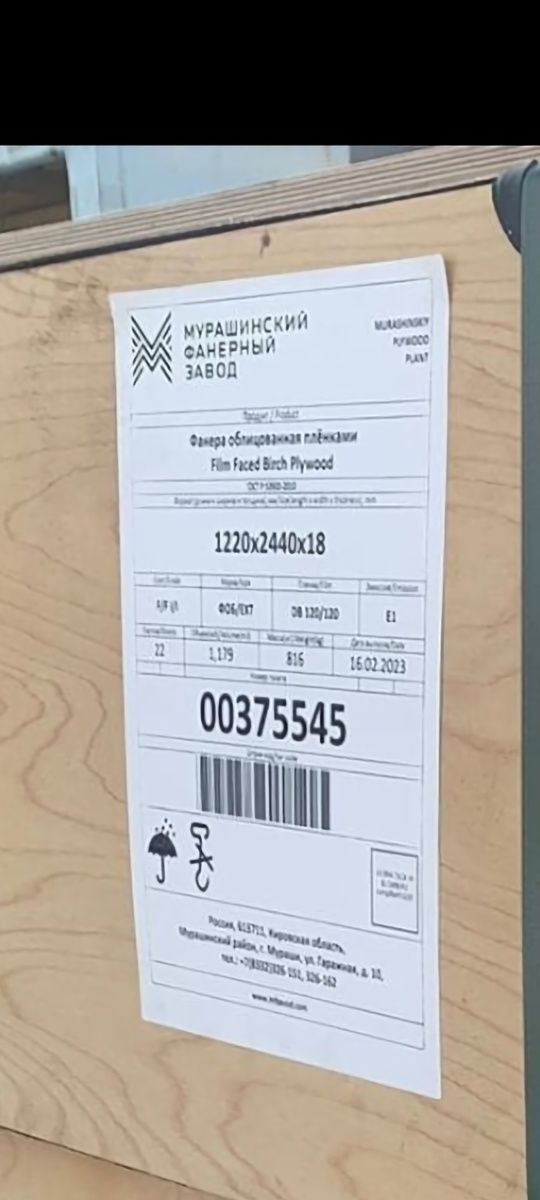 МУРАШИНСКИЙ
ФАНЕРНЫЙ
ЗАВОД
MURASHINSKIY
PLYWOOD
PLANT
Продукт / Product
Фанера облицованная плёнками
Film Faced Birch Plywood
1220x2440x18
F/F I/I ФОБ/EXT DB 120/120 E1
22 1,179 816 16.02.2023
00375545
Россия, 613711, Кировская область,
Мурашинский район, г. Мураши, ул. Гаражная, д. 10,
тел.: +7(8332)326-151, 326-162